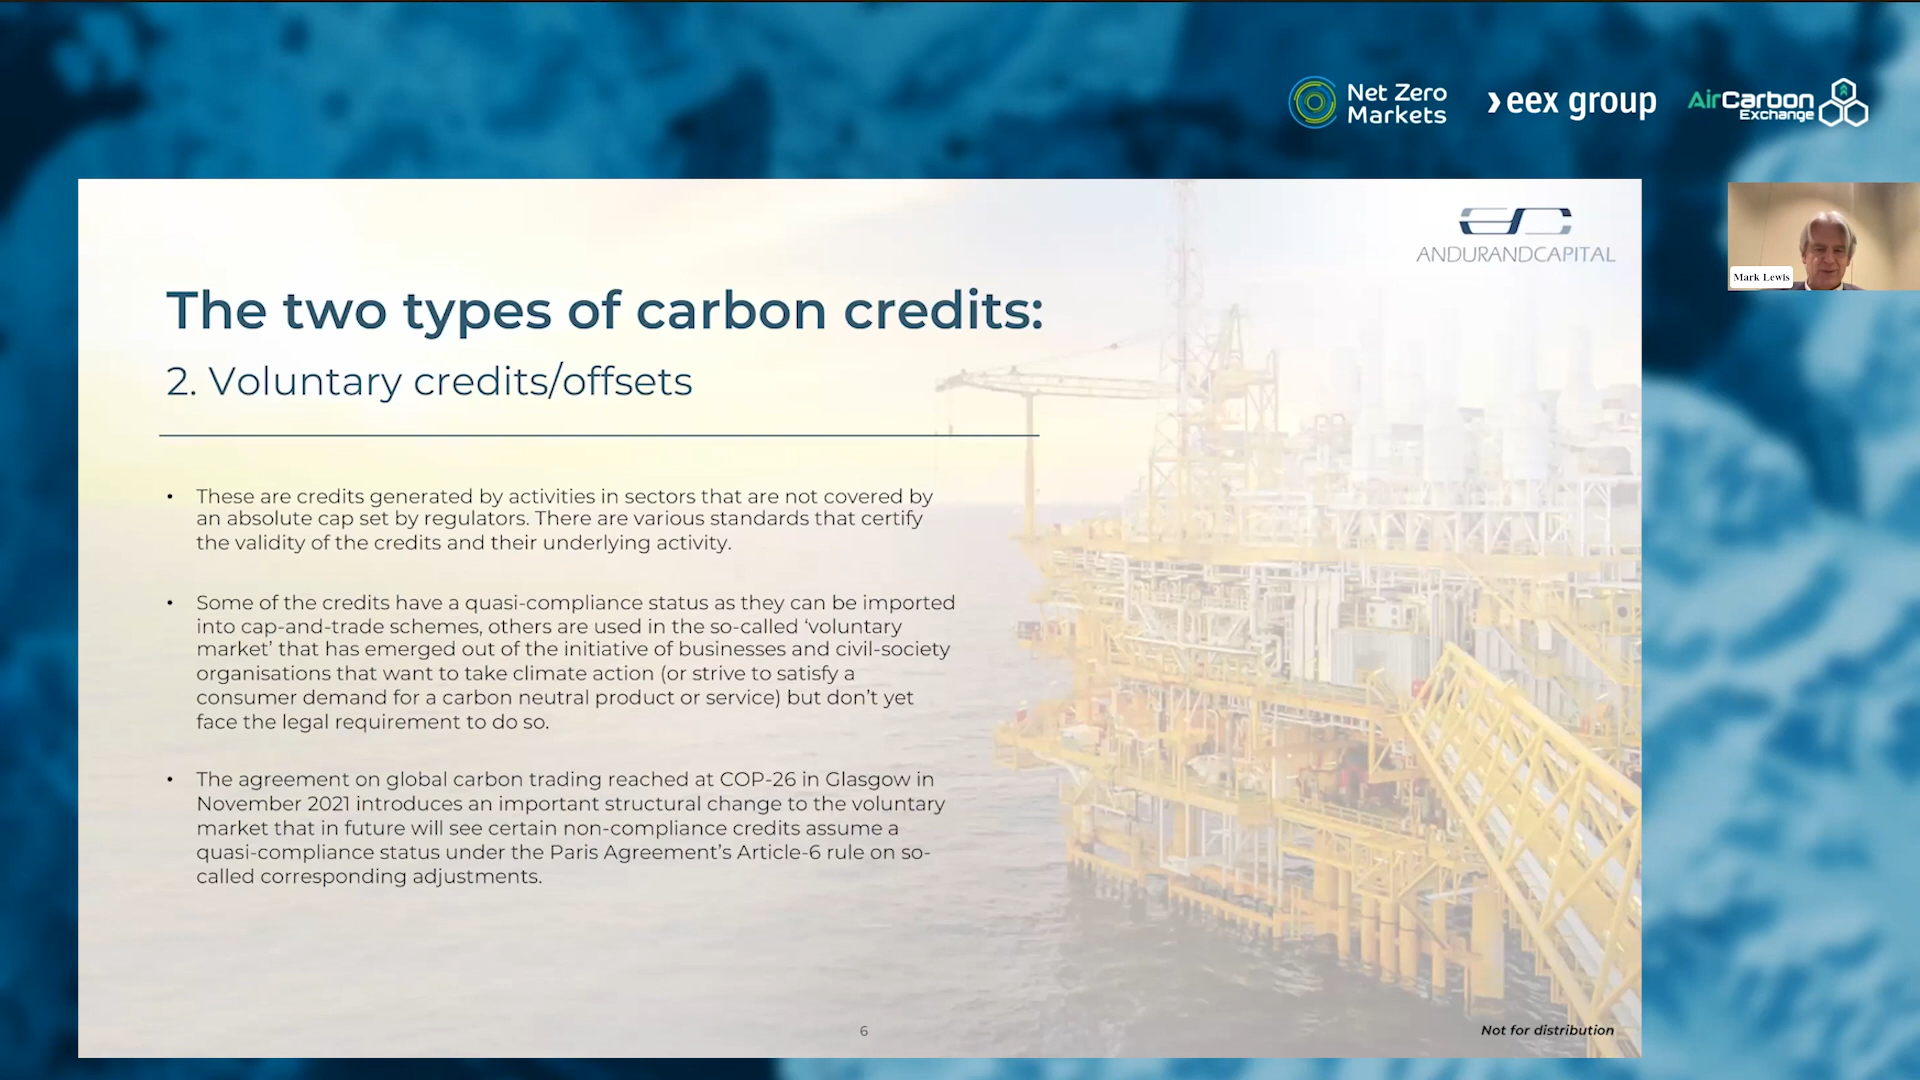 Net Zero
Markets
eex group
AirCarbon
Exchange
ANDURANDCAPITAL
Mark Lewis
The two types of carbon credits:
2. Voluntary credits/offsets
• These are credits generated by activities in sectors that are not covered by
an absolute cap set by regulators. There are various standards that certify
the validity of the credits and their underlying activity.
• Some of the credits have a quasi-compliance status as they can be imported
into cap-and-trade schemes, others are used in the so-called ‘voluntary
market’ that has emerged out of the initiative of businesses and civil-society
organisations that want to take climate action (or strive to satisfy a
consumer demand for a carbon neutral product or service) but don’t yet
face the legal requirement to do so.
• The agreement on global carbon trading reached at COP-26 in Glasgow in
November 2021 introduces an important structural change to the voluntary
market that in future will see certain non-compliance credits assume a
quasi-compliance status under the Paris Agreement’s Article-6 rule on so-
called corresponding adjustments.
6
Not for distribution